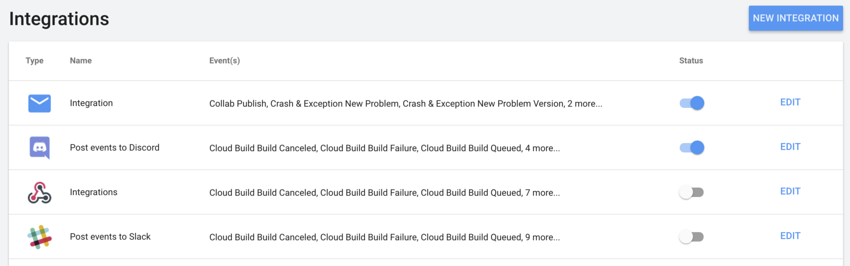 Integrations
NEW INTEGRATION
Type Name Event(s) Status
Integration Collab Publish, Crash & Exception New Problem, Crash & Exception New Problem Version, 2 more... EDIT
Post events to Discord Cloud Build Build Canceled, Cloud Build Build Failure, Cloud Build Build Queued, 4 more... EDIT
Integrations Cloud Build Build Canceled, Cloud Build Build Failure, Cloud Build Build Queued, 7 more... EDIT
Post events to Slack Cloud Build Build Canceled, Cloud Build Build Failure, Cloud Build Build Queued, 9 more... EDIT